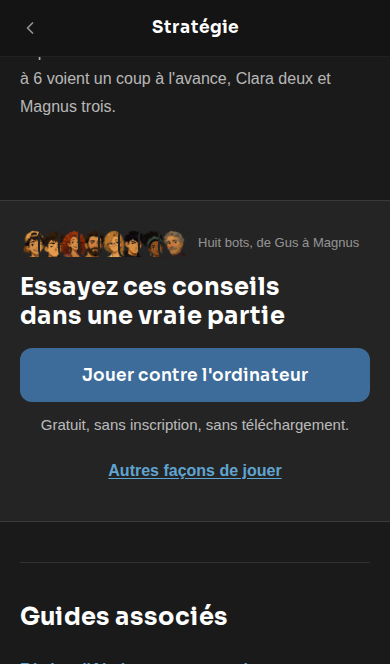 Stratégie
à 6 voient un coup à l'avance, Clara deux et
Magnus trois.
Huit bots, de Gus à Magnus
Essayez ces conseils
dans une vraie partie
Jouer contre l'ordinateur
Gratuit, sans inscription, sans téléchargement.
Autres façons de jouer
Guides associés